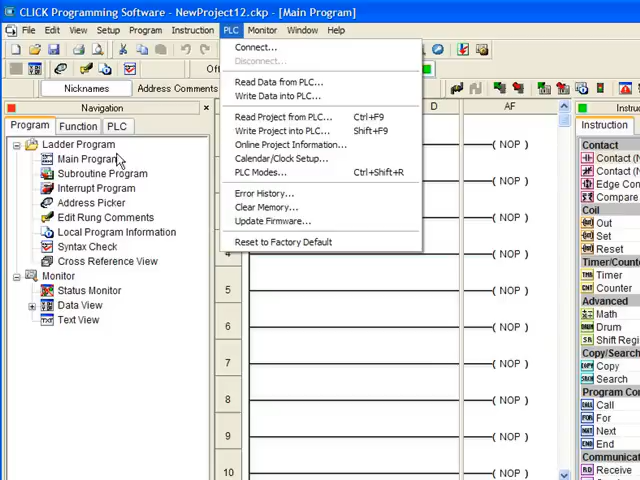 CLICK Programming Software - NewProject12.ckp - [Main Program]
File Edit View Setup Program Instruction PLC Monitor Window Help
Connect...
Disconnect...
Read Data from PLC...
Write Data into PLC...
Read Project from PLC... Ctrl+F9
Write Project into PLC... Shift+F9
Online Project Information...
Calendar/Clock Setup...
PLC Modes... Ctrl+Shift+R
Error History...
Clear Memory...
Update Firmware...
Reset to Factory Default
Nicknames
Address Comments
Navigation
Program Function PLC
Ladder Program
Main Program
Subroutine Program
Interrupt Program
Address Picker
Edit Rung Comments
Local Program Information
Syntax Check
Cross Reference View
Monitor
Status Monitor
Data View
Text View
D AF
(NOP)
(NOP)
(NOP)
4 (NOP)
5 (NOP)
6 (NOP)
7 (NOP)
8 (NOP)
9 (NOP)
10 (NOP)
Instruction
Contact
Contact (
Contact (
Edge Con
Compare
Coil
Out
Set
Reset
Timer/Counte
Timer
Counter
Advanced
Math
Drum
Shift Regi
Copy/Search
Copy
Search
Program Con
Call
For
Next
End
Communicat
Receive